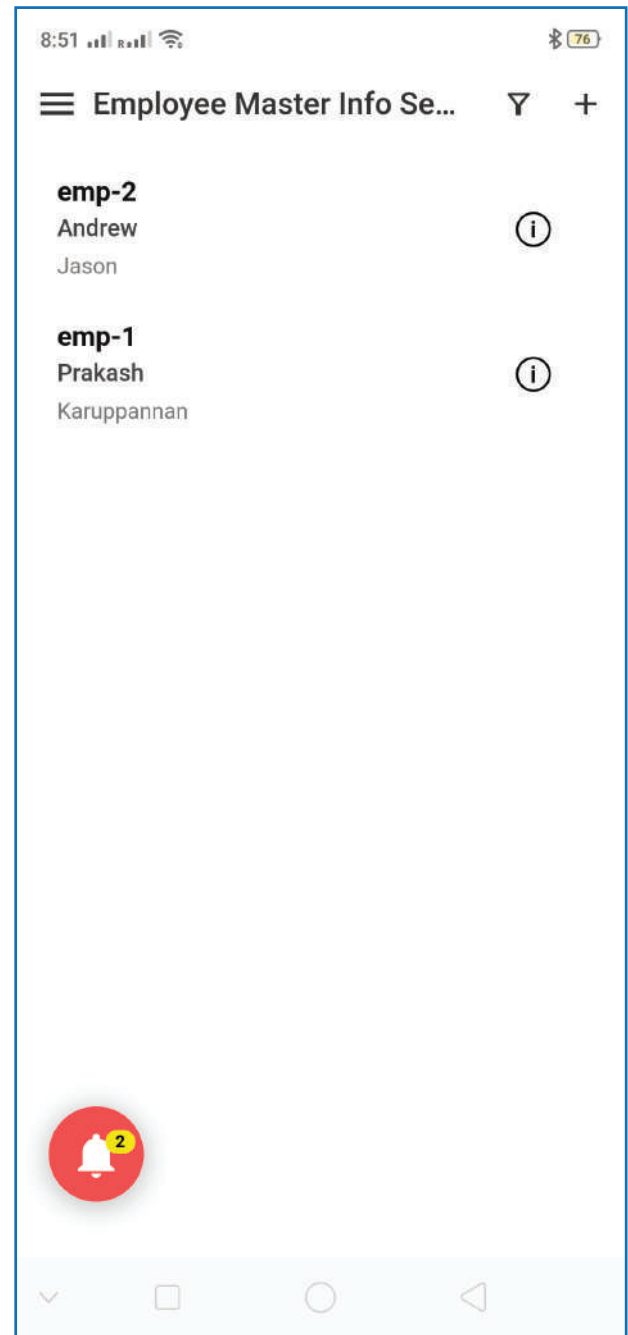 8:51 R 76
Employee Master Info Se...
emp-2
Andrew
Jason
emp-1
Prakash
Karuppannan
2